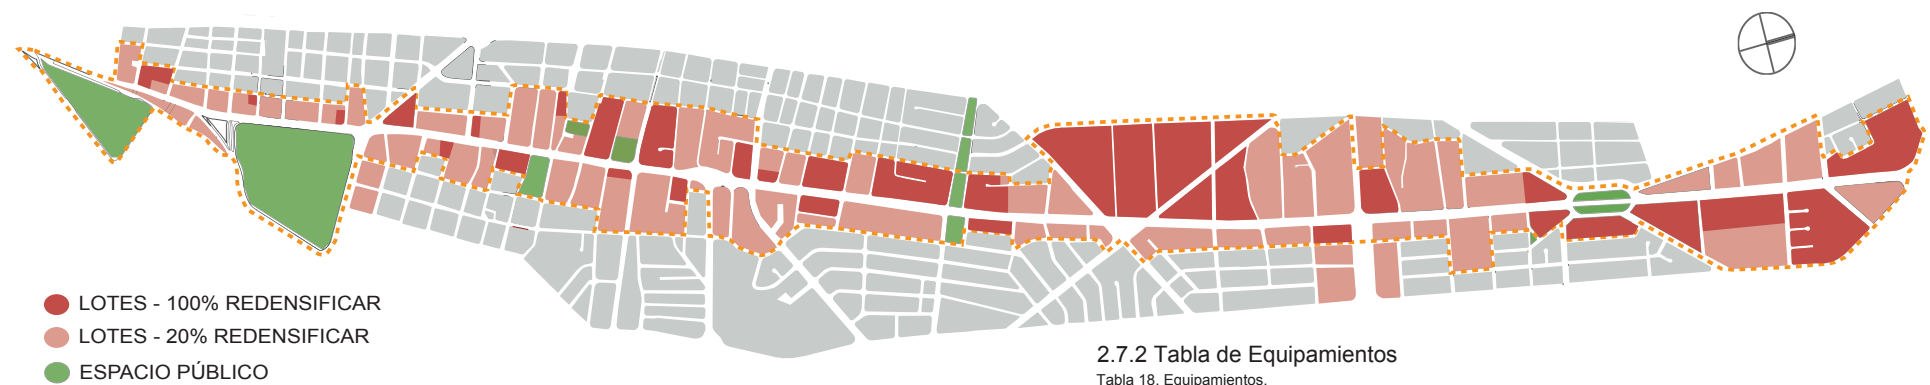 LOTES - 100% REDENSIFICAR
LOTES - 20% REDENSIFICAR
ESPACIO PÚBLICO
2.7.2 Tabla de Equipamientos
Tabla 18. Equipamientos.